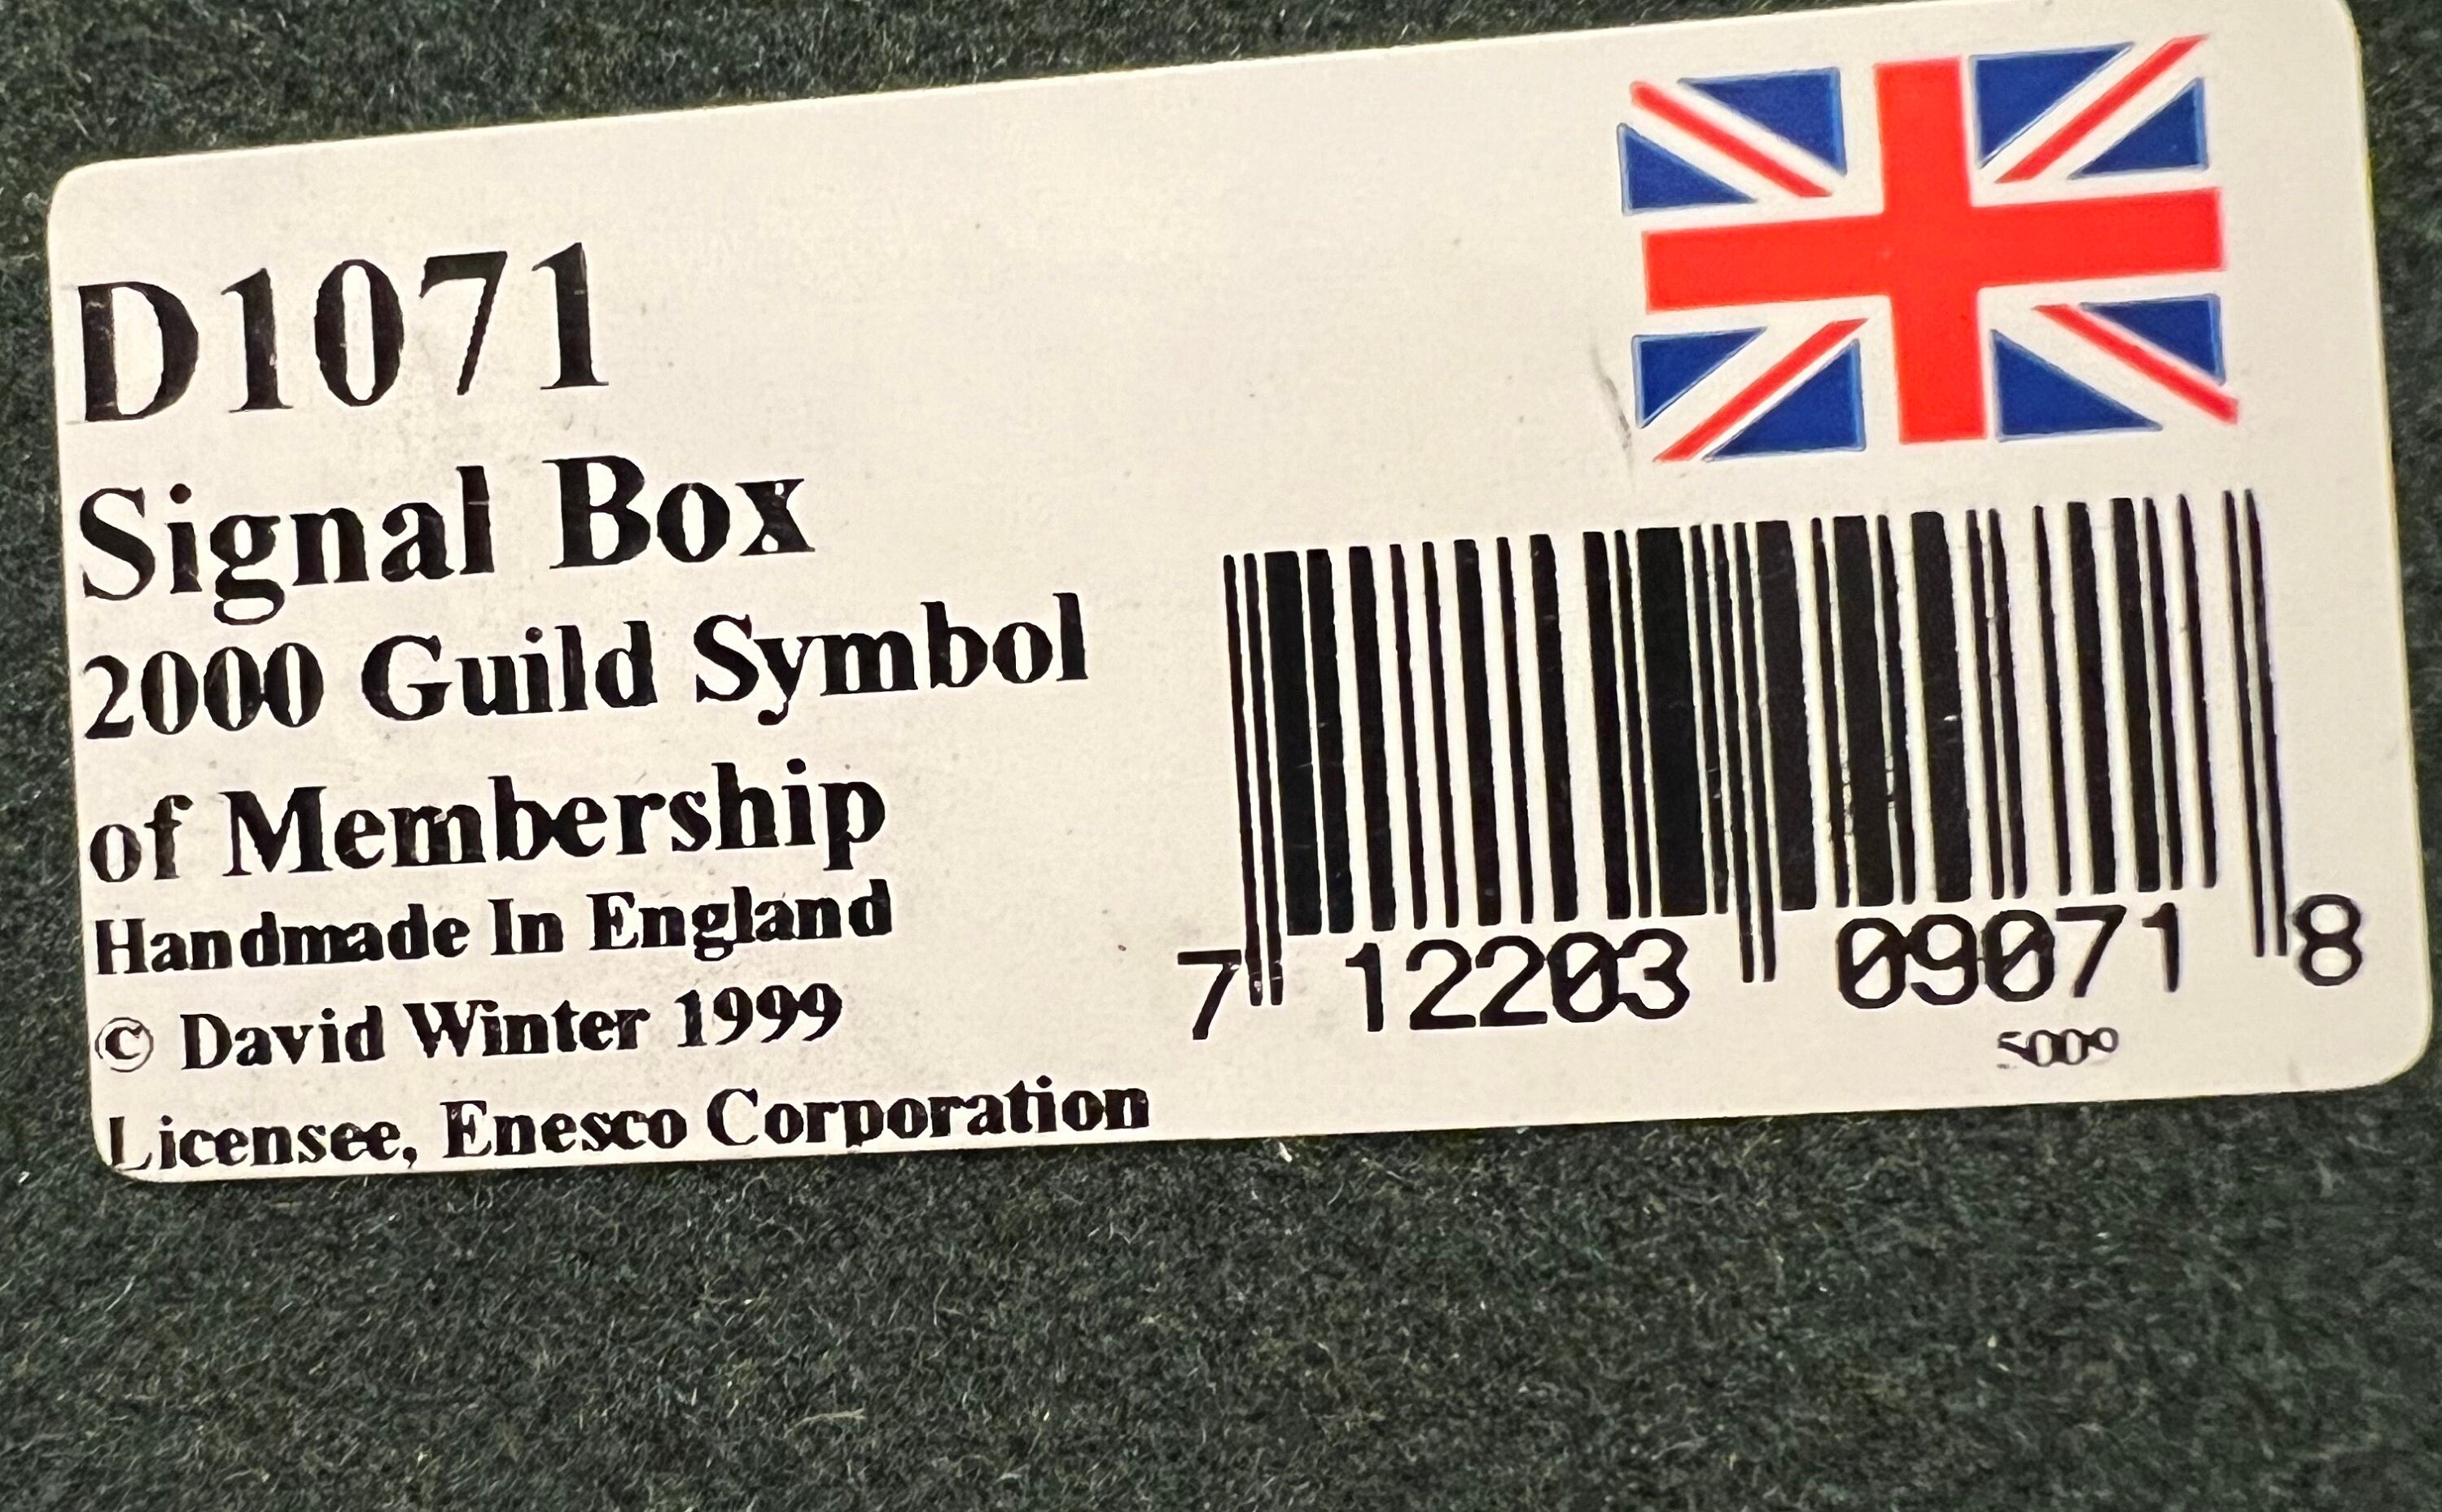 D1071
Signal Box
2000 Guild Symbol
of Membership
Handmade In England
© David Winter 1999
Licensee, Enesco Corporation
7 12203 09071 8